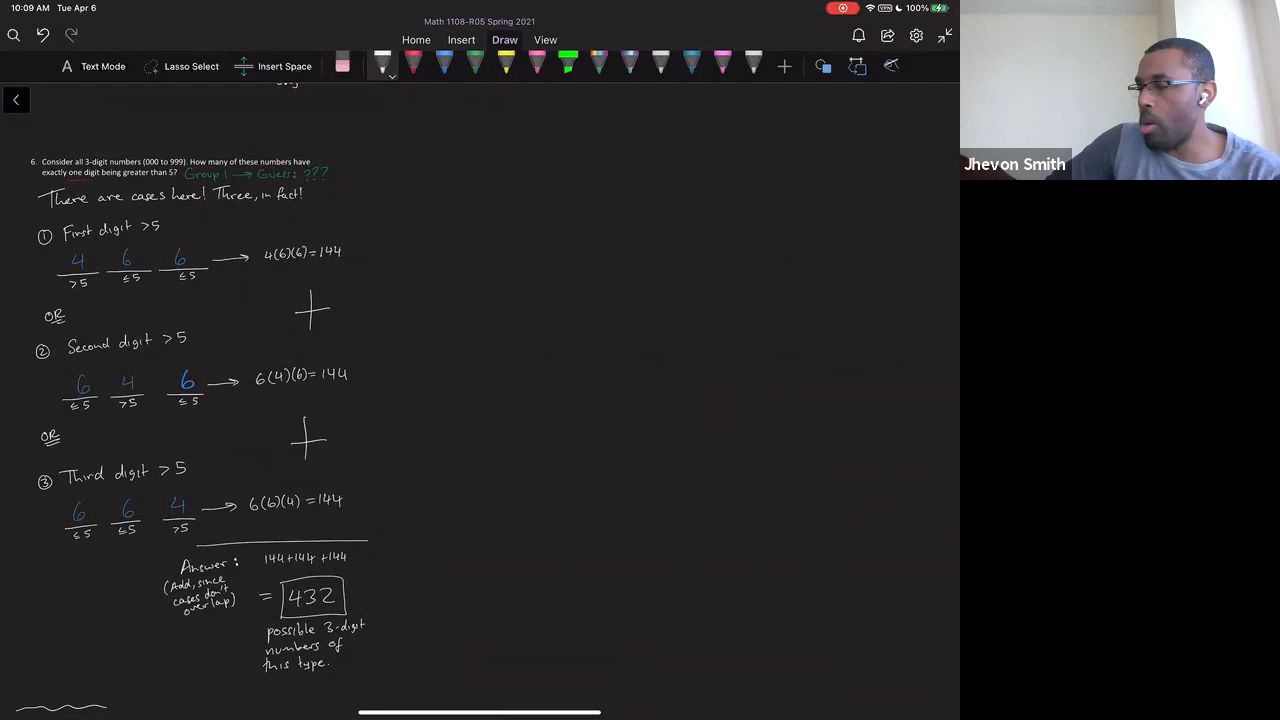 10:09 AM Tue Apr 6
VPN 100%
Math 1108-R05 Spring 2021
Home Insert Draw View
Text Mode Lasso Select Insert Space
6. Consider all 3-digit numbers (000 to 999). How many of these numbers have
exactly one digit being greater than 5? Group 1 → Guess: ???
There are cases here! Three, in fact!
① First digit >5
4 6 6 → 4(6)(6)=144
>5 ≤5 ≤5
OR
+
② Second digit >5
6 4 6 → 6(4)(6)=144
≤5 >5 ≤5
OR
+
③ Third digit >5
6 6 4 → 6(6)(4)=144
≤5 ≤5 >5
Answer: 144+144+144
(Add, since
cases don't
overlap)
= 432
possible 3-digit
numbers of
this type.
Jhevon Smith